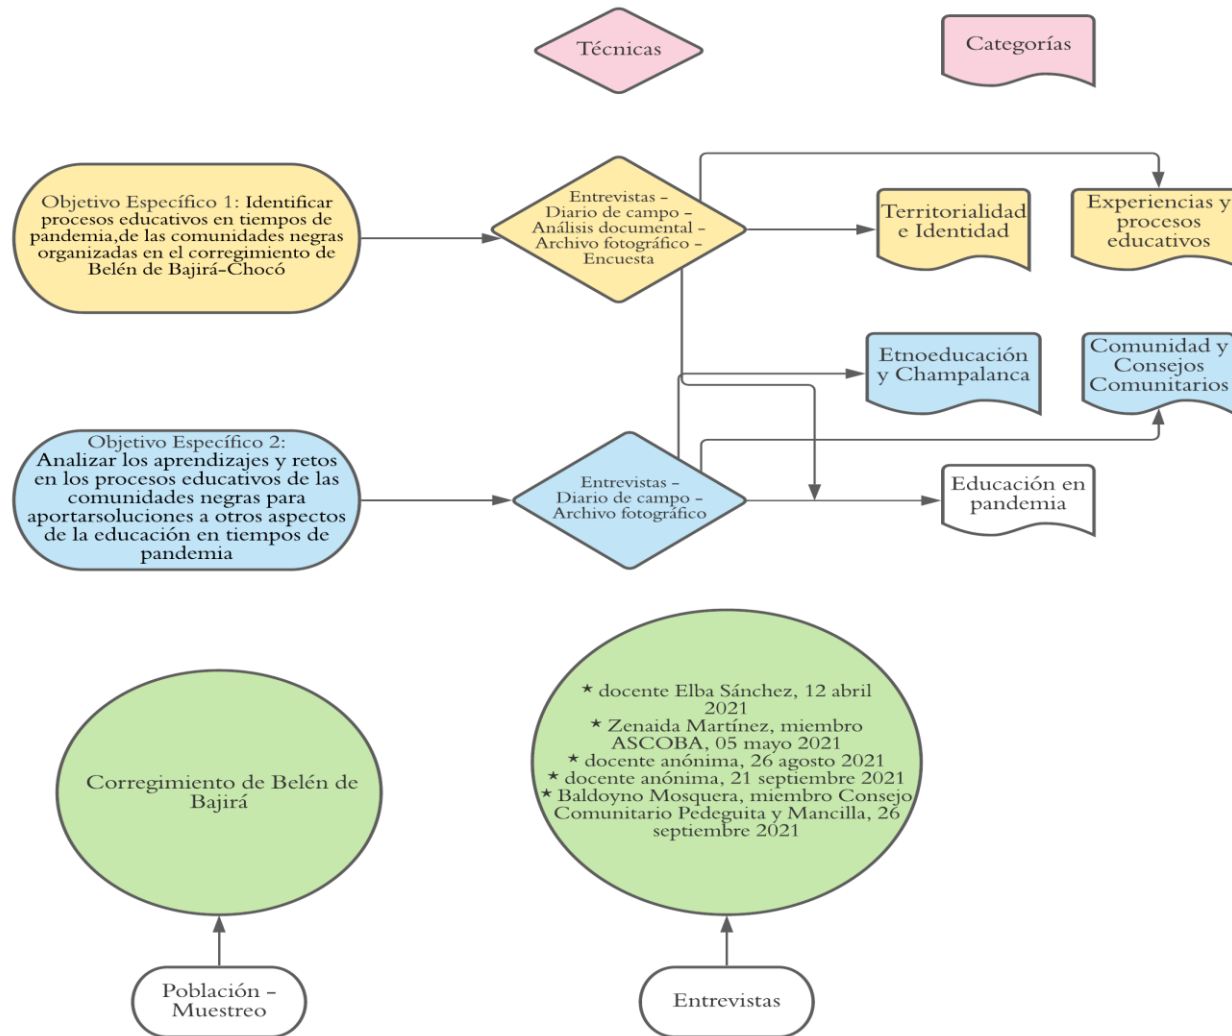 Técnicas
Categorías
Objetivo Específico 1: Identificar
procesos educativos en tiempos de
pandemia,de las comunidades negras
organizadas en el corregimiento de
Belén de Bajirá-Chocó
Entrevistas -
Diario de campo -
Análisis documental -
Archivo fotográfico -
Encuesta
Territorialidad
e Identidad
Experiencias y
procesos
educativos
Etnoeducación
y Champalanca
Comunidad y
Consejos
Comunitarios
Objetivo Específico 2:
Analizar los aprendizajes y retos
en los procesos educativos de las
comunidades negras para
aportarsoluciones a otros aspectos
de la educación en tiempos de
pandemia
Entrevistas -
Diario de campo -
Archivo fotográfico
Educación en
pandemia
Corregimiento de Belén de
Bajirá
★ docente Elba Sánchez, 12 abril
2021
★ Zenaida Martínez, miembro
ASCOBA, 05 mayo 2021
★ docente anónima, 26 agosto 2021
★ docente anónima, 21 septiembre 2021
★ Baldoyno Mosquera, miembro Consejo
Comunitario Pedeguita y Mancilla, 26
septiembre 2021
Población -
Muestreo
Entrevistas